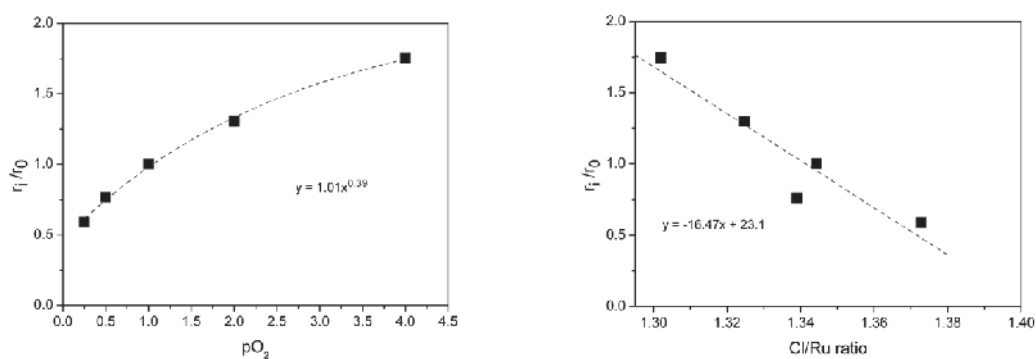 2.0
1.5
1.0
0.5
0.0
r_i/r_0
y = 1.01x^0.39
0.0 0.5 1.0 1.5 2.0 2.5 3.0 3.5 4.0 4.5
pO_2
2.0
1.5
1.0
0.5
0.0
r_i/r_0
y = -16.47x + 23.1
1.30 1.32 1.34 1.36 1.38 1.40
Cl/Ru ratio